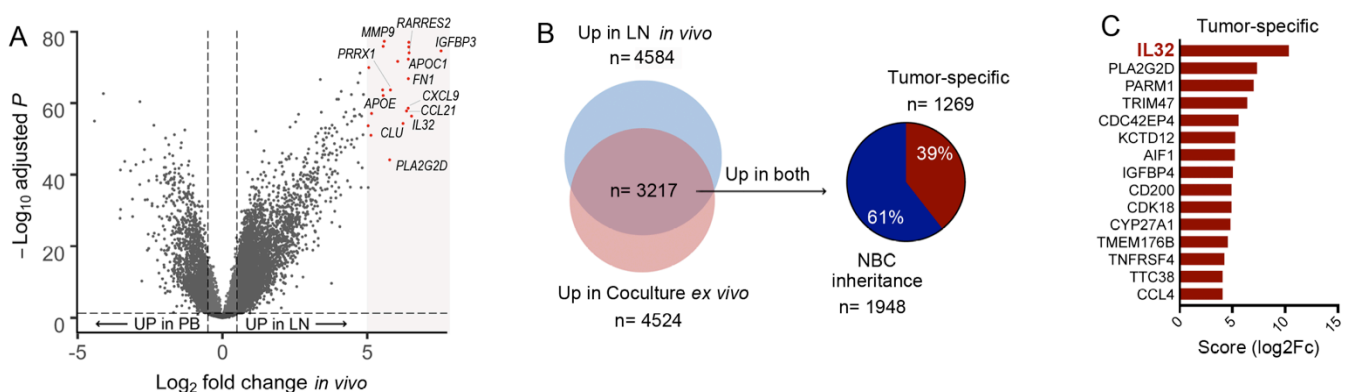 A
80
60
40
20
0
− Log10 adjusted P
-5
0
5
Log2 fold change in vivo
UP in PB
UP in LN
RARRES2
MMP9
IGFBP3
PRRX1
APOC1
FN1
APOE
CXCL9
CCL21
IL32
CLU
PLA2G2D
B
Up in LN in vivo
n= 4584
n= 3217
Up in Coculture ex vivo
n= 4524
Up in both
Tumor-specific
n= 1269
39%
61%
NBC
inheritance
n= 1948
C
Tumor-specific
IL32
PLA2G2D
PARM1
TRIM47
CDC42EP4
KCTD12
AIF1
IGFBP4
CD200
CDK18
CYP27A1
TMEM176B
TNFRSF4
TTC38
CCL4
0
5
10
15
Score (log2Fc)